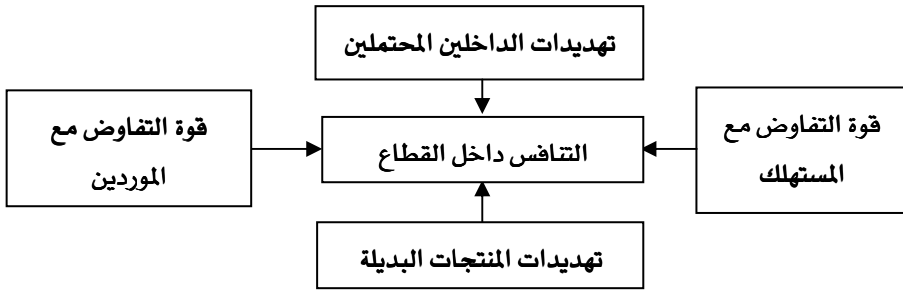 تهديدات الداخلين المحتملين
قوة التفاوض مع
المستهلك
التنافس داخل القطاع
قوة التفاوض مع
الموردين
تهديدات المنتجات البديلة